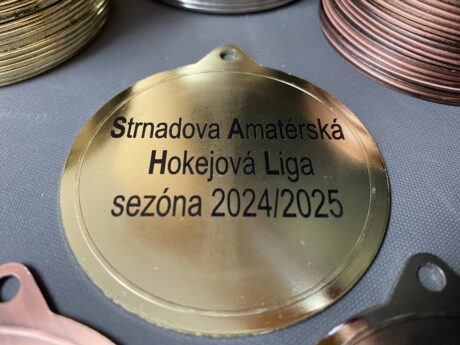 Strnadova Amatérská
Hokejová Liga
sezóna 2024/2025